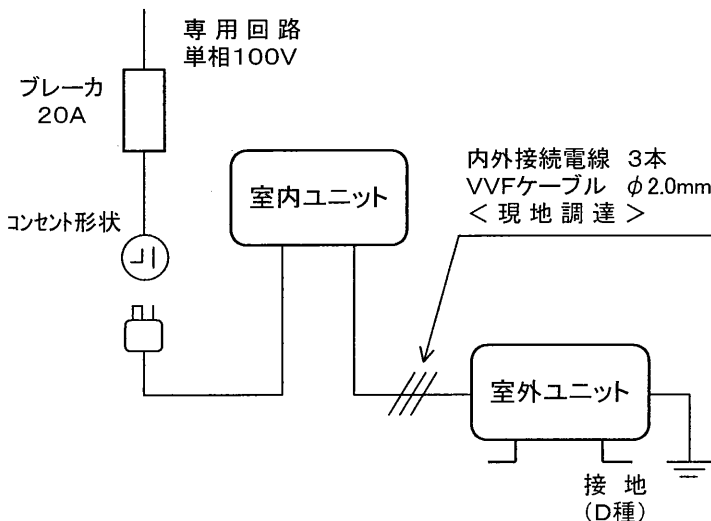 専用回路
単相100V
ブレーカ
20A
コンセント形状
室内ユニット
内外接続電線 3本
VVFケーブル φ2.0mm
<現地調達>
室外ユニット
接地
(D種)